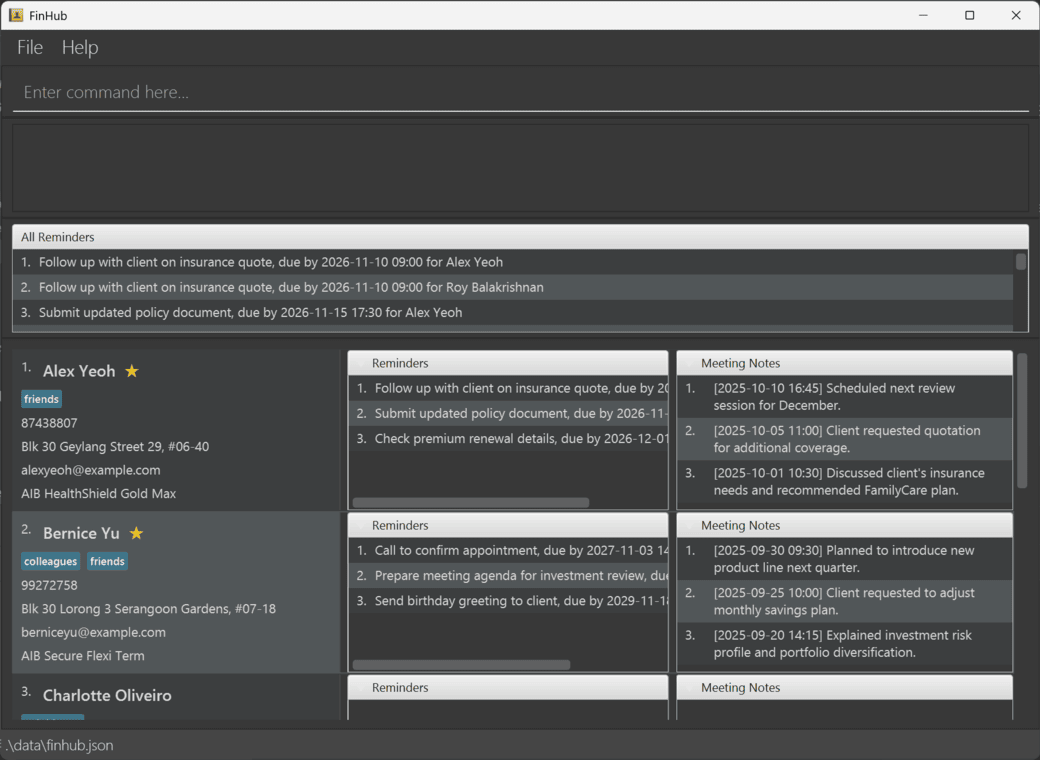 FinHub
File Help
Enter command here...
All Reminders
1. Follow up with client on insurance quote, due by 2026-11-10 09:00 for Alex Yeoh
2. Follow up with client on insurance quote, due by 2026-11-10 09:00 for Roy Balakrishnan
3. Submit updated policy document, due by 2026-11-15 17:30 for Alex Yeoh
1. Alex Yeoh
friends
87438807
Blk 30 Geylang Street 29, #06-40
alexyeoh@example.com
AIB HealthShield Gold Max
Reminders
1. Follow up with client on insurance quote, due by 20
2. Submit updated policy document, due by 2026-11-
3. Check premium renewal details, due by 2026-12-01
Meeting Notes
1. [2025-10-10 16:45] Scheduled next review
session for December.
2. [2025-10-05 11:00] Client requested quotation
for additional coverage.
3. [2025-10-01 10:30] Discussed client's insurance
needs and recommended FamilyCare plan.
2. Bernice Yu
colleagues friends
99272758
Blk 30 Lorong 3 Serangoon Gardens, #07-18
berniceyu@example.com
AIB Secure Flexi Term
Reminders
1. Call to confirm appointment, due by 2027-11-03 14
2. Prepare meeting agenda for investment review, due
3. Send birthday greeting to client, due by 2029-11-18
Meeting Notes
1. [2025-09-30 09:30] Planned to introduce new
product line next quarter.
2. [2025-09-25 10:00] Client requested to adjust
monthly savings plan.
3. [2025-09-20 14:15] Explained investment risk
profile and portfolio diversification.
3. Charlotte Oliveiro
Reminders
Meeting Notes
.\data\finhub.json